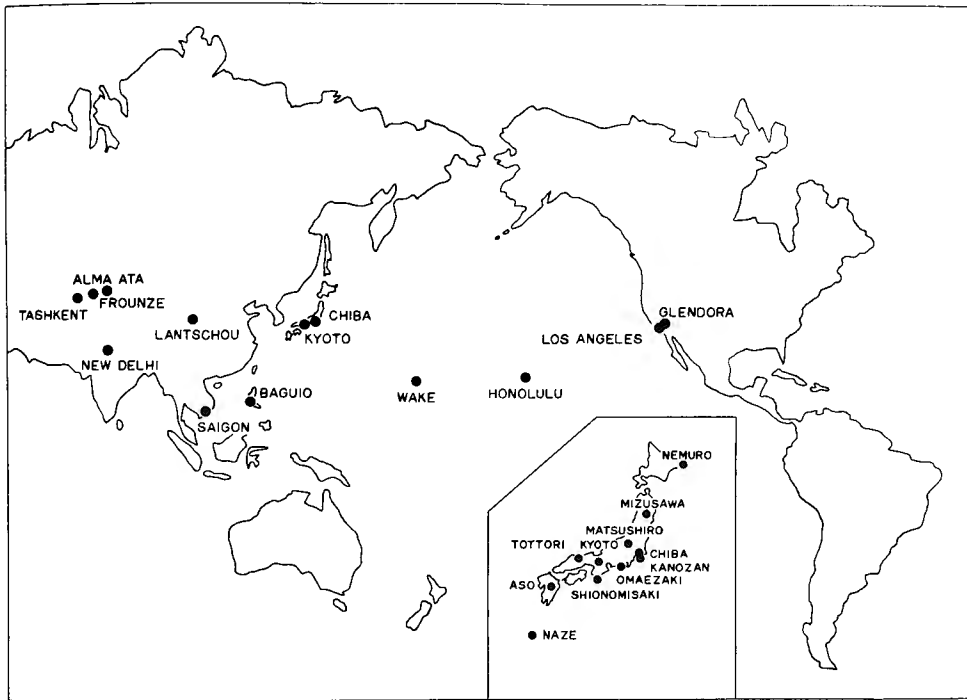 ALMA ATA
FROUNZE
TASHKENT
LANTSCHOU
NEW DELHI
CHIBA
KYOTO
BAGUIO
SAIGON
WAKE
HONOLULU
GLENDORA
LOS ANGELES
NEMURO
MIZUSAWA
MATSUSHIRO
TOTTORI KYOTO
CHIBA
KANOZAN
OMAEZAKI
ASO
SHIONOMISAKI
NAZE